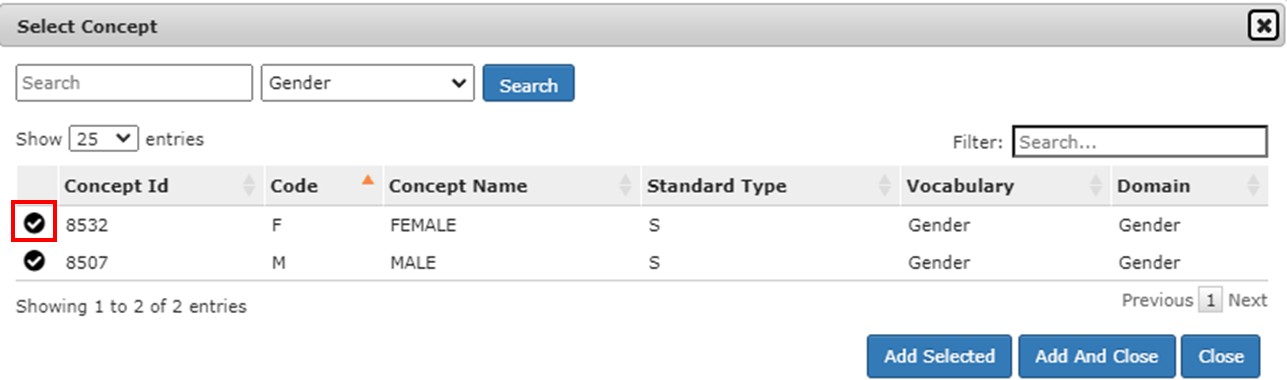 Select Concept
Search Gender Search
Show 25 entries Filter: Search...
Concept Id Code Concept Name Standard Type Vocabulary Domain
8532 F FEMALE S Gender Gender
8507 M MALE S Gender Gender
Showing 1 to 2 of 2 entries Previous 1 Next
Add Selected Add And Close Close